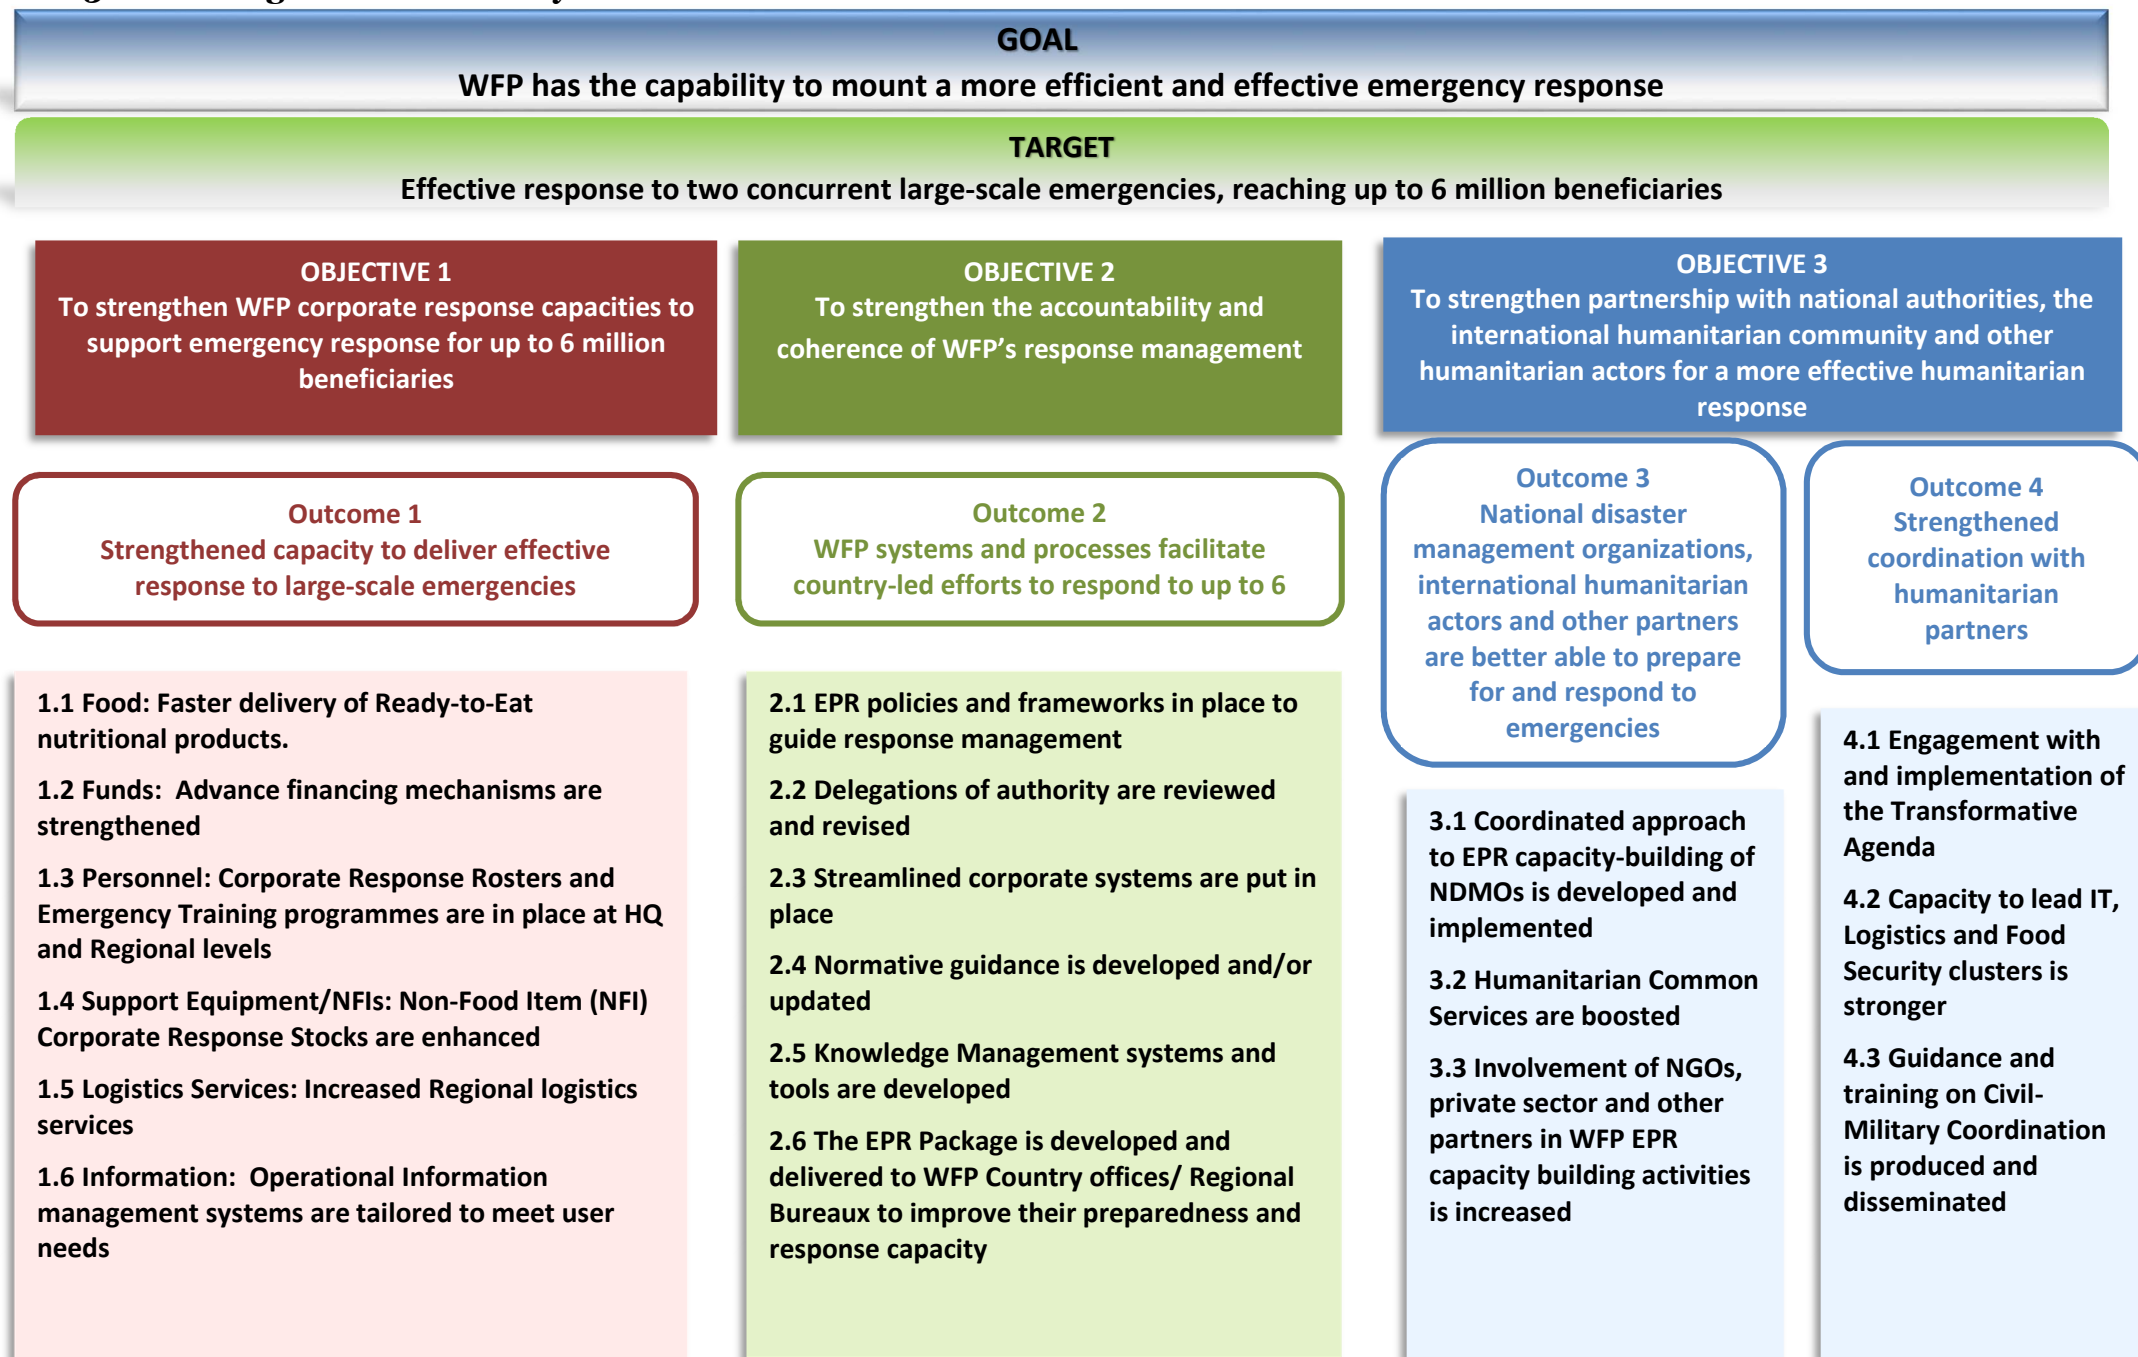 GOAL
WFP has the capability to mount a more efficient and effective emergency response
TARGET
Effective response to two concurrent large-scale emergencies, reaching up to 6 million beneficiaries
OBJECTIVE 1
To strengthen WFP corporate response capacities to
support emergency response for up to 6 million
beneficiaries
OBJECTIVE 2
To strengthen the accountability and
coherence of WFP’s response management
OBJECTIVE 3
To strengthen partnership with national authorities, the
international humanitarian community and other
humanitarian actors for a more effective humanitarian
response
Outcome 1
Strengthened capacity to deliver effective
response to large-scale emergencies
Outcome 2
WFP systems and processes facilitate
country-led efforts to respond to up to 6
Outcome 3
National disaster
management organizations,
international humanitarian
actors and other partners
are better able to prepare
for and respond to
emergencies
Outcome 4
Strengthened
coordination with
humanitarian
partners
1.1 Food: Faster delivery of Ready-to-Eat
nutritional products.
1.2 Funds:  Advance financing mechanisms are
strengthened
1.3 Personnel: Corporate Response Rosters and
Emergency Training programmes are in place at HQ
and Regional levels
1.4 Support Equipment/NFIs: Non-Food Item (NFI)
Corporate Response Stocks are enhanced
1.5 Logistics Services: Increased Regional logistics
services
1.6 Information:  Operational Information
management systems are tailored to meet user
needs
2.1 EPR policies and frameworks in place to
guide response management
2.2 Delegations of authority are reviewed
and revised
2.3 Streamlined corporate systems are put in
place
2.4 Normative guidance is developed and/or
updated
2.5 Knowledge Management systems and
tools are developed
2.6 The EPR Package is developed and
delivered to WFP Country offices/ Regional
Bureaux to improve their preparedness and
response capacity
3.1 Coordinated approach
to EPR capacity-building of
NDMOs is developed and
implemented
3.2 Humanitarian Common
Services are boosted
3.3 Involvement of NGOs,
private sector and other
partners in WFP EPR
capacity building activities
is increased
4.1 Engagement with
and implementation of
the Transformative
Agenda
4.2 Capacity to lead IT,
Logistics and Food
Security clusters is
stronger
4.3 Guidance and
training on Civil-
Military Coordination
is produced and
disseminated